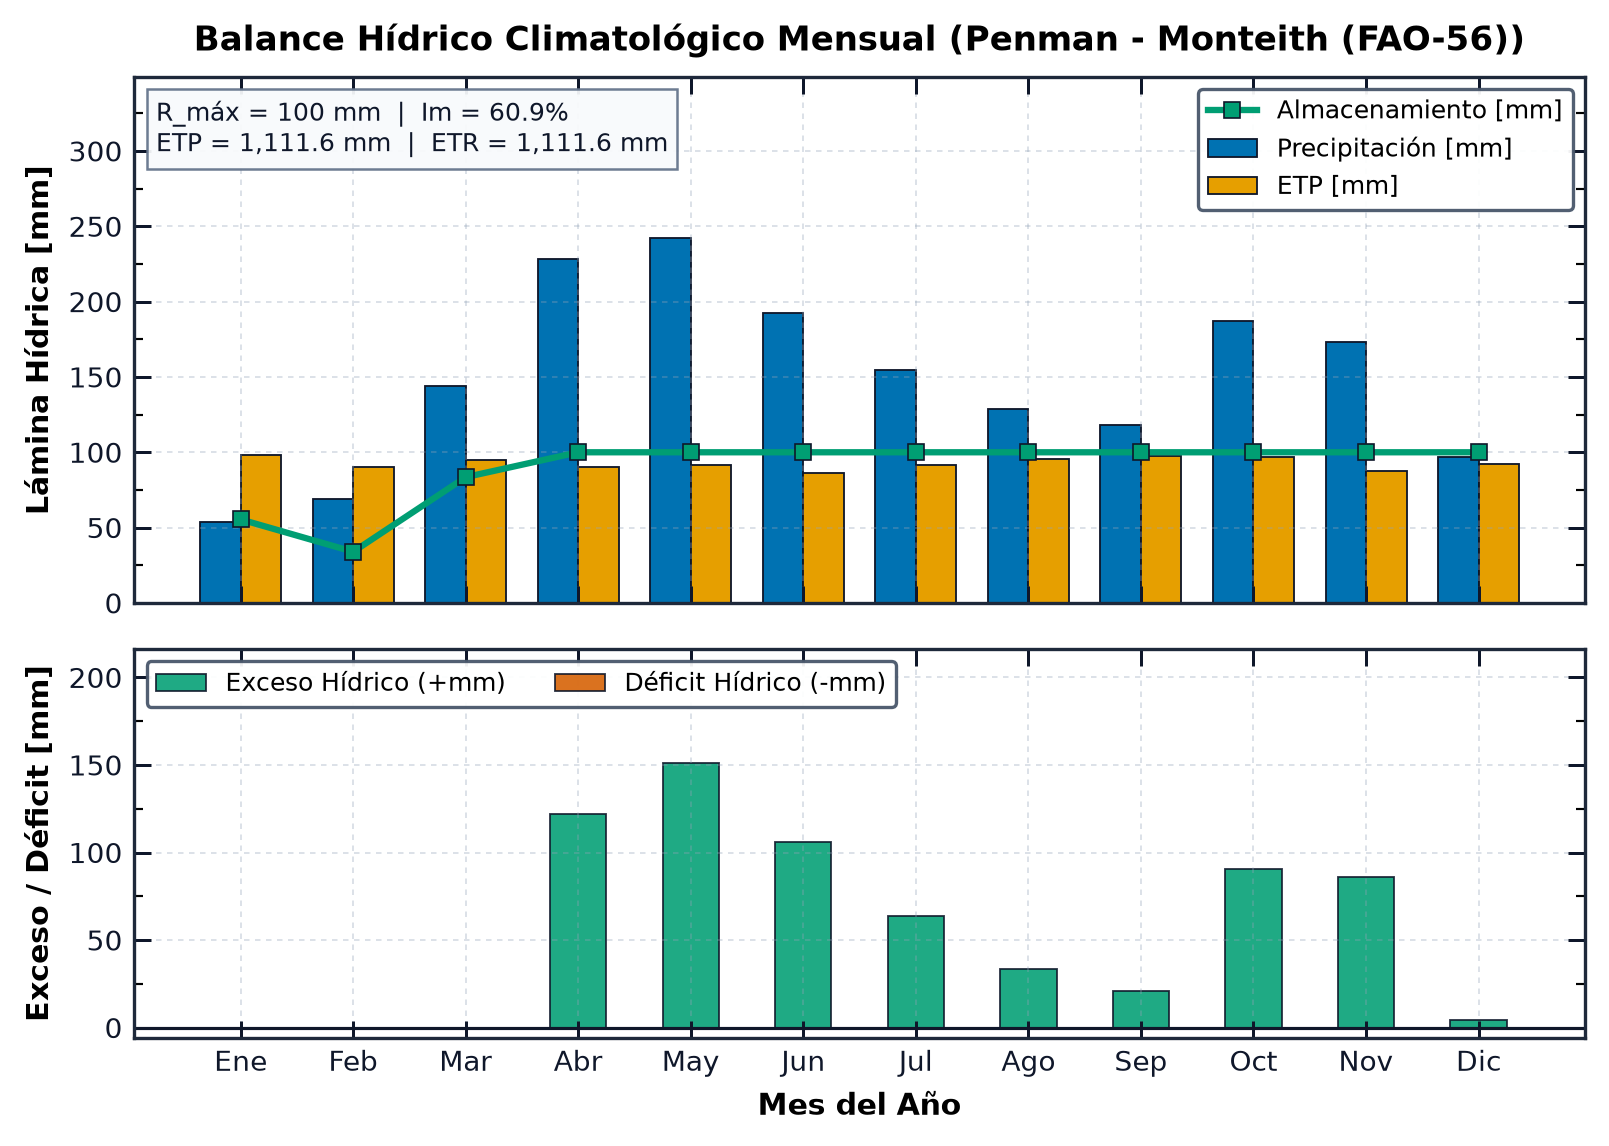 Balance Hídrico Climatológico Mensual (Penman - Monteith (FAO-56))
R_máx = 100 mm | Im = 60.9%
ETP = 1,111.6 mm | ETR = 1,111.6 mm
Almacenamiento [mm]
Precipitación [mm]
ETP [mm]
Lámina Hídrica [mm]
300
250
200
150
100
50
0
Exceso Hídrico (+mm)
Déficit Hídrico (-mm)
Exceso / Déficit [mm]
200
150
100
50
0
Ene Feb Mar Abr May Jun Jul Ago Sep Oct Nov Dic
Mes del Año